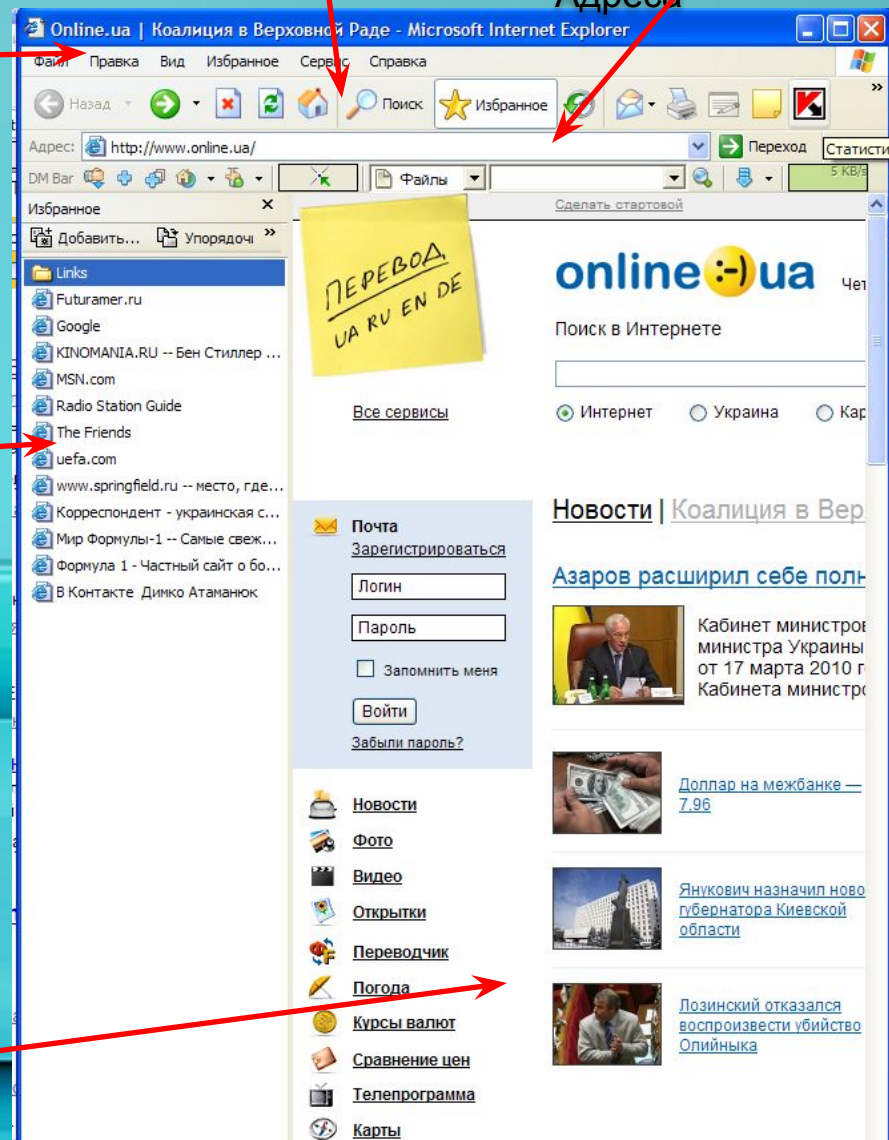 Адреса
Online.ua | Коалиция в Верховной Раде - Microsoft Internet Explorer
Файл Правка Вид Избранное Сервис Справка
Назад Поиск Избранное »
Адрес: http://www.online.ua/ Переход Статисти
DM Bar Файлы 5 KB/s
Избранное x
Добавить... Упорядочи »
Links
Futuramer.ru
Google
KINOMANIA.RU -- Бен Стиллер ...
MSN.com
Radio Station Guide
The Friends
uefa.com
www.springfield.ru -- место, где...
Корреспондент - украинская с...
Мир Формулы-1 -- Самые свеж...
Формула 1 - Частный сайт о бо...
В Контакте Димко Атаманюк
ПЕРЕВОД
UA RU EN DE
Все сервисы
Почта
Зарегистрироваться
Логин
Пароль
Запомнить меня
Войти
Забыли пароль?
Новости
Фото
Видео
Открытки
Переводчик
Погода
Курсы валют
Сравнение цен
Телепрограмма
Карты
Сделать стартовой
online :-) ua Чет
Поиск в Интернете
Интернет Украина Кар
Новости | Коалиция в Вер
Азаров расширил себе полн
Кабинет министров
министра Украины
от 17 марта 2010 г
Кабинета министро
Доллар на межбанке —
7.96
Янукович назначил ново
губернатора Киевской
области
Лозинский отказался
воспроизвести убийство
Олийныка